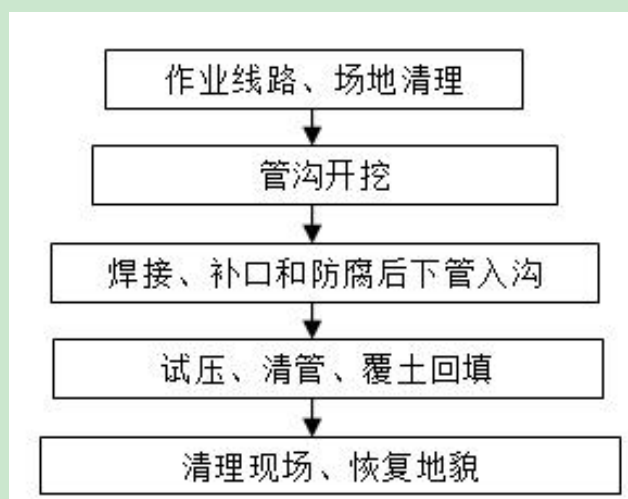 作业线路、场地清理
管沟开挖
焊接、补口和防腐后下管入沟
试压、清管、覆土回填
清理现场、恢复地貌